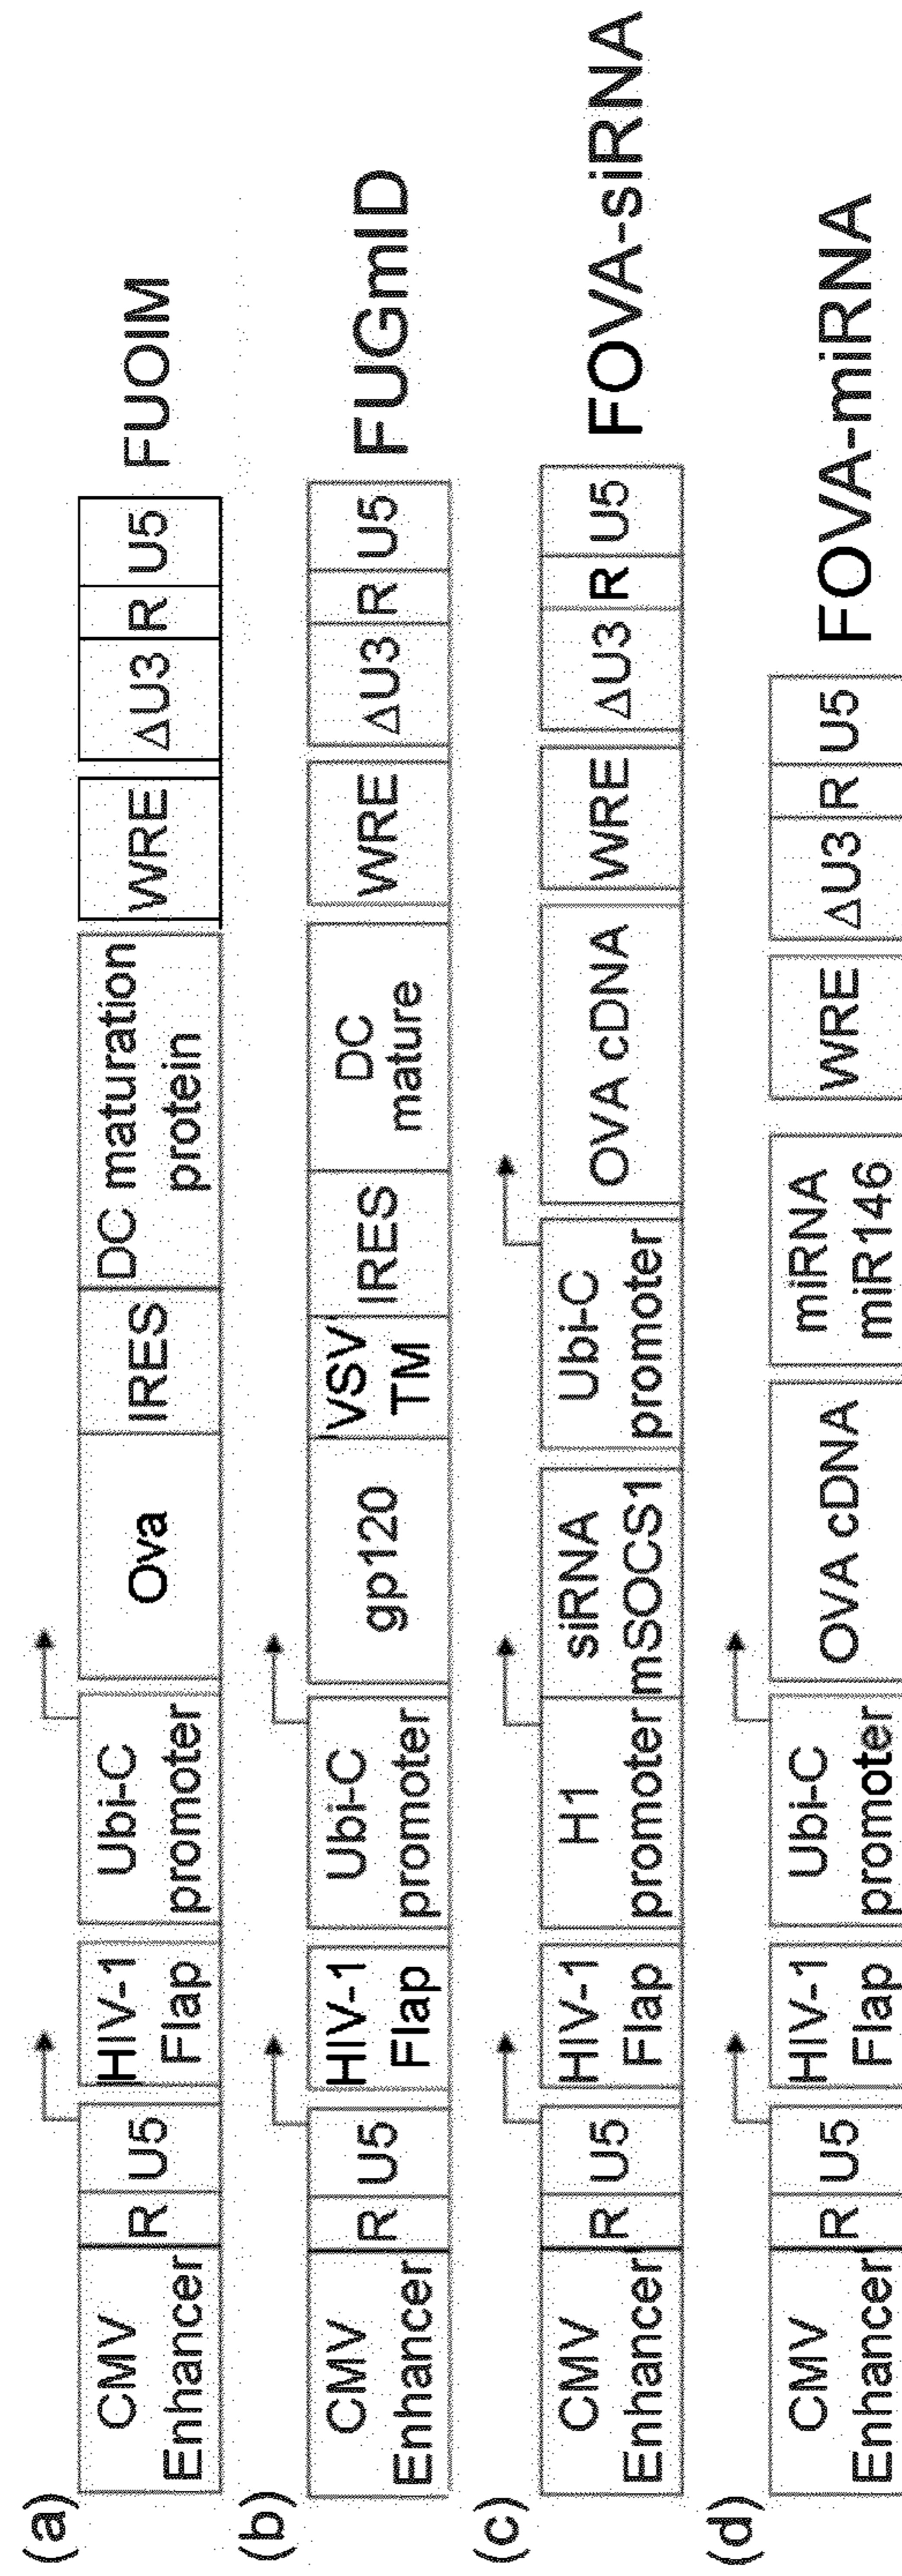 (a)
CMV Enhancer
R
U5
HIV-1 Flap
Ubi-C promoter
Ova
IRES
DC maturation protein
WRE
ΔU3
R
U5
FUOIM
(b)
CMV Enhancer
R
U5
HIV-1 Flap
Ubi-C promoter
gp120
VSV TM
IRES
DC mature
WRE
ΔU3
R
U5
FUGmID
(c)
CMV Enhancer
R
U5
HIV-1 Flap
H1 promoter
siRNA mSOCS1
Ubi-C promoter
OVA cDNA
WRE
ΔU3
R
U5
FOVA-siRNA
(d)
CMV Enhancer
R
U5
HIV-1 Flap
Ubi-C promoter
OVA cDNA
miRNA miR146
WRE
ΔU3
R
U5
FOVA-miRNA